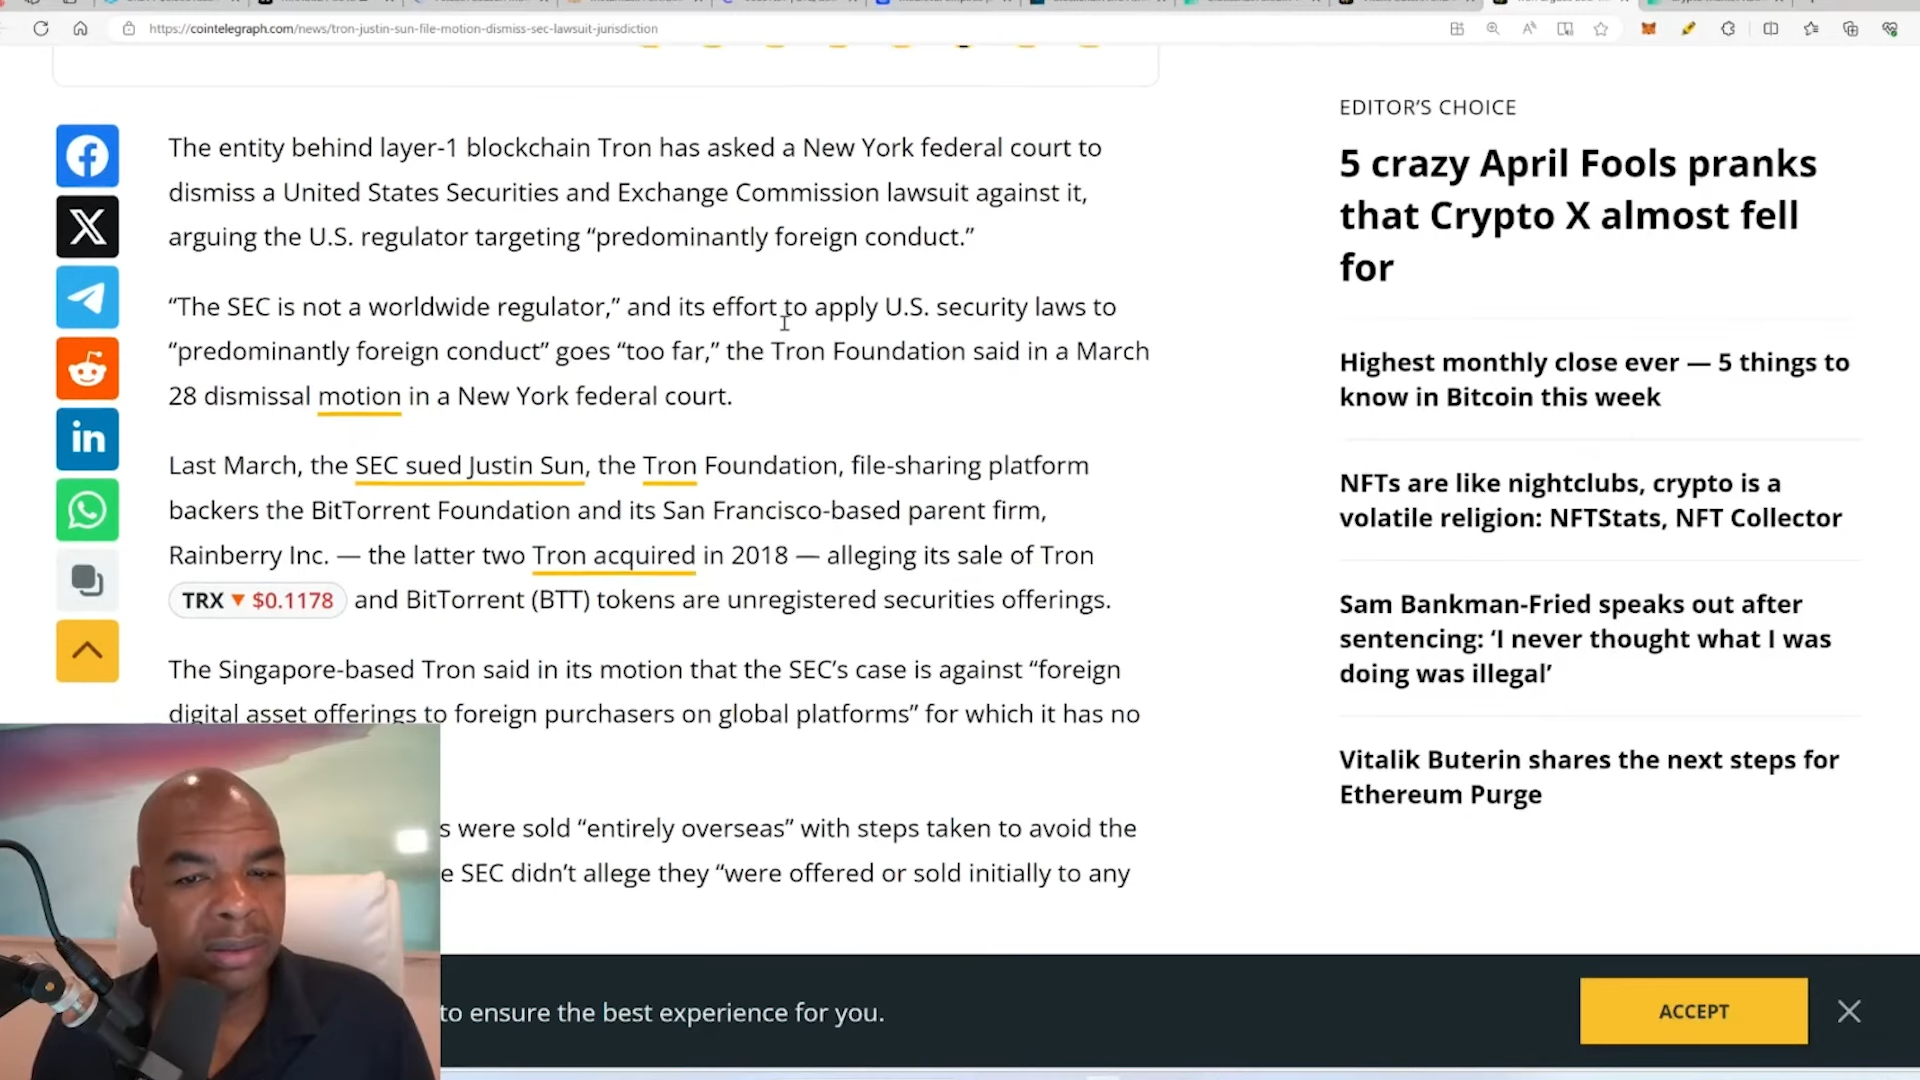 https://cointelegraph.com/news/tron-justin-sun-file-motion-dismiss-sec-lawsuit-jurisdiction
The entity behind layer-1 blockchain Tron has asked a New York federal court to
dismiss a United States Securities and Exchange Commission lawsuit against it,
arguing the U.S. regulator targeting “predominantly foreign conduct.”
“The SEC is not a worldwide regulator,” and its effort to apply U.S. security laws to
“predominantly foreign conduct” goes “too far,” the Tron Foundation said in a March
28 dismissal motion in a New York federal court.
Last March, the SEC sued Justin Sun, the Tron Foundation, file-sharing platform
backers the BitTorrent Foundation and its San Francisco-based parent firm,
Rainberry Inc. — the latter two Tron acquired in 2018 — alleging its sale of Tron
TRX ▼ $0.1178 and BitTorrent (BTT) tokens are unregistered securities offerings.
The Singapore-based Tron said in its motion that the SEC’s case is against “foreign
digital asset offerings to foreign purchasers on global platforms” for which it has no
s were sold “entirely overseas” with steps taken to avoid the
e SEC didn’t allege they “were offered or sold initially to any
EDITOR’S CHOICE
5 crazy April Fools pranks
that Crypto X almost fell
for
Highest monthly close ever — 5 things to
know in Bitcoin this week
NFTs are like nightclubs, crypto is a
volatile religion: NFTStats, NFT Collector
Sam Bankman-Fried speaks out after
sentencing: ‘I never thought what I was
doing was illegal’
Vitalik Buterin shares the next steps for
Ethereum Purge
to ensure the best experience for you.
ACCEPT